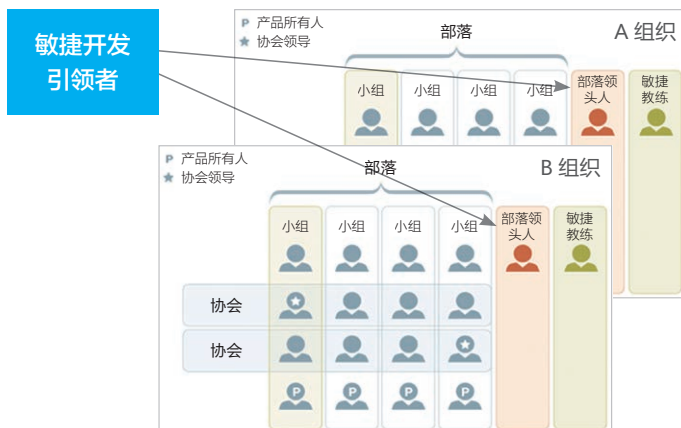 敏捷开发
引领者
P 产品所有人
协会领导
部落
A 组织
小组
小组
小组
小组
部落领
头人
敏捷
教练
P 产品所有人
协会领导
部落
B 组织
小组
小组
小组
小组
部落领
头人
敏捷
教练
协会
协会
P
P
P
P